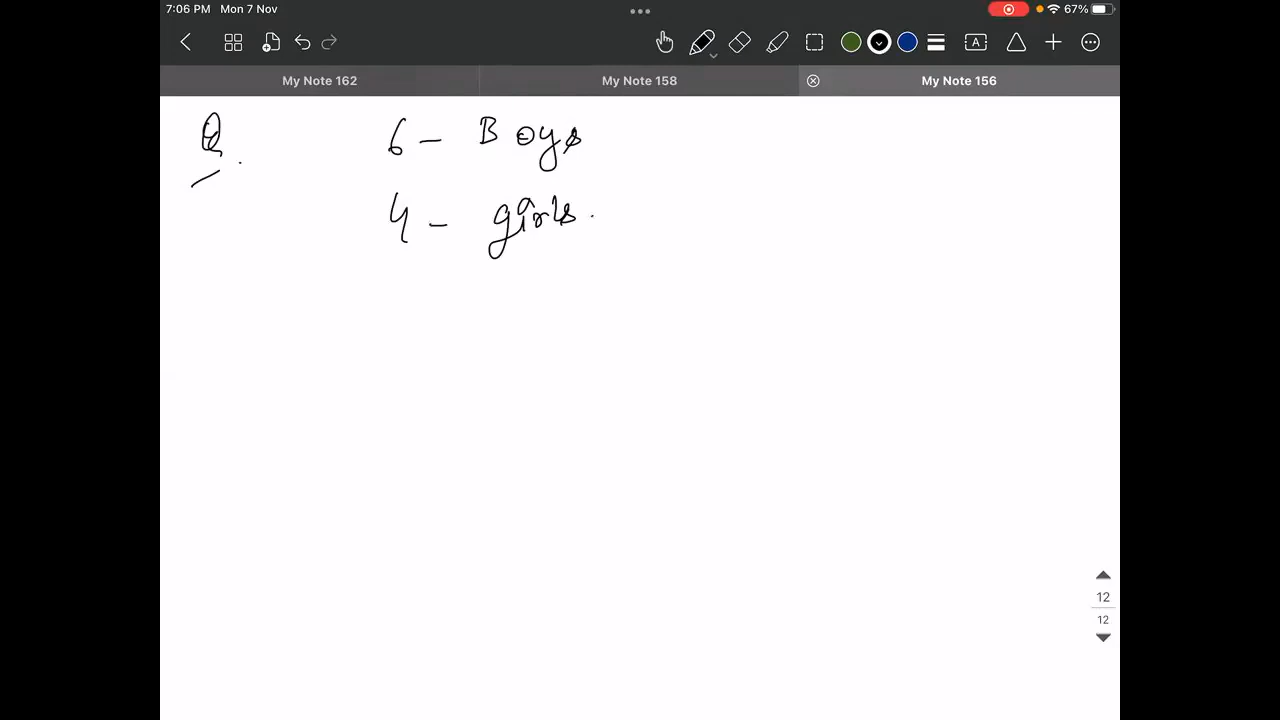 7:06 PM Mon 7 Nov 67%
My Note 162 My Note 158 My Note 156
Q. 6 - Boys
4 - girls.
12
12